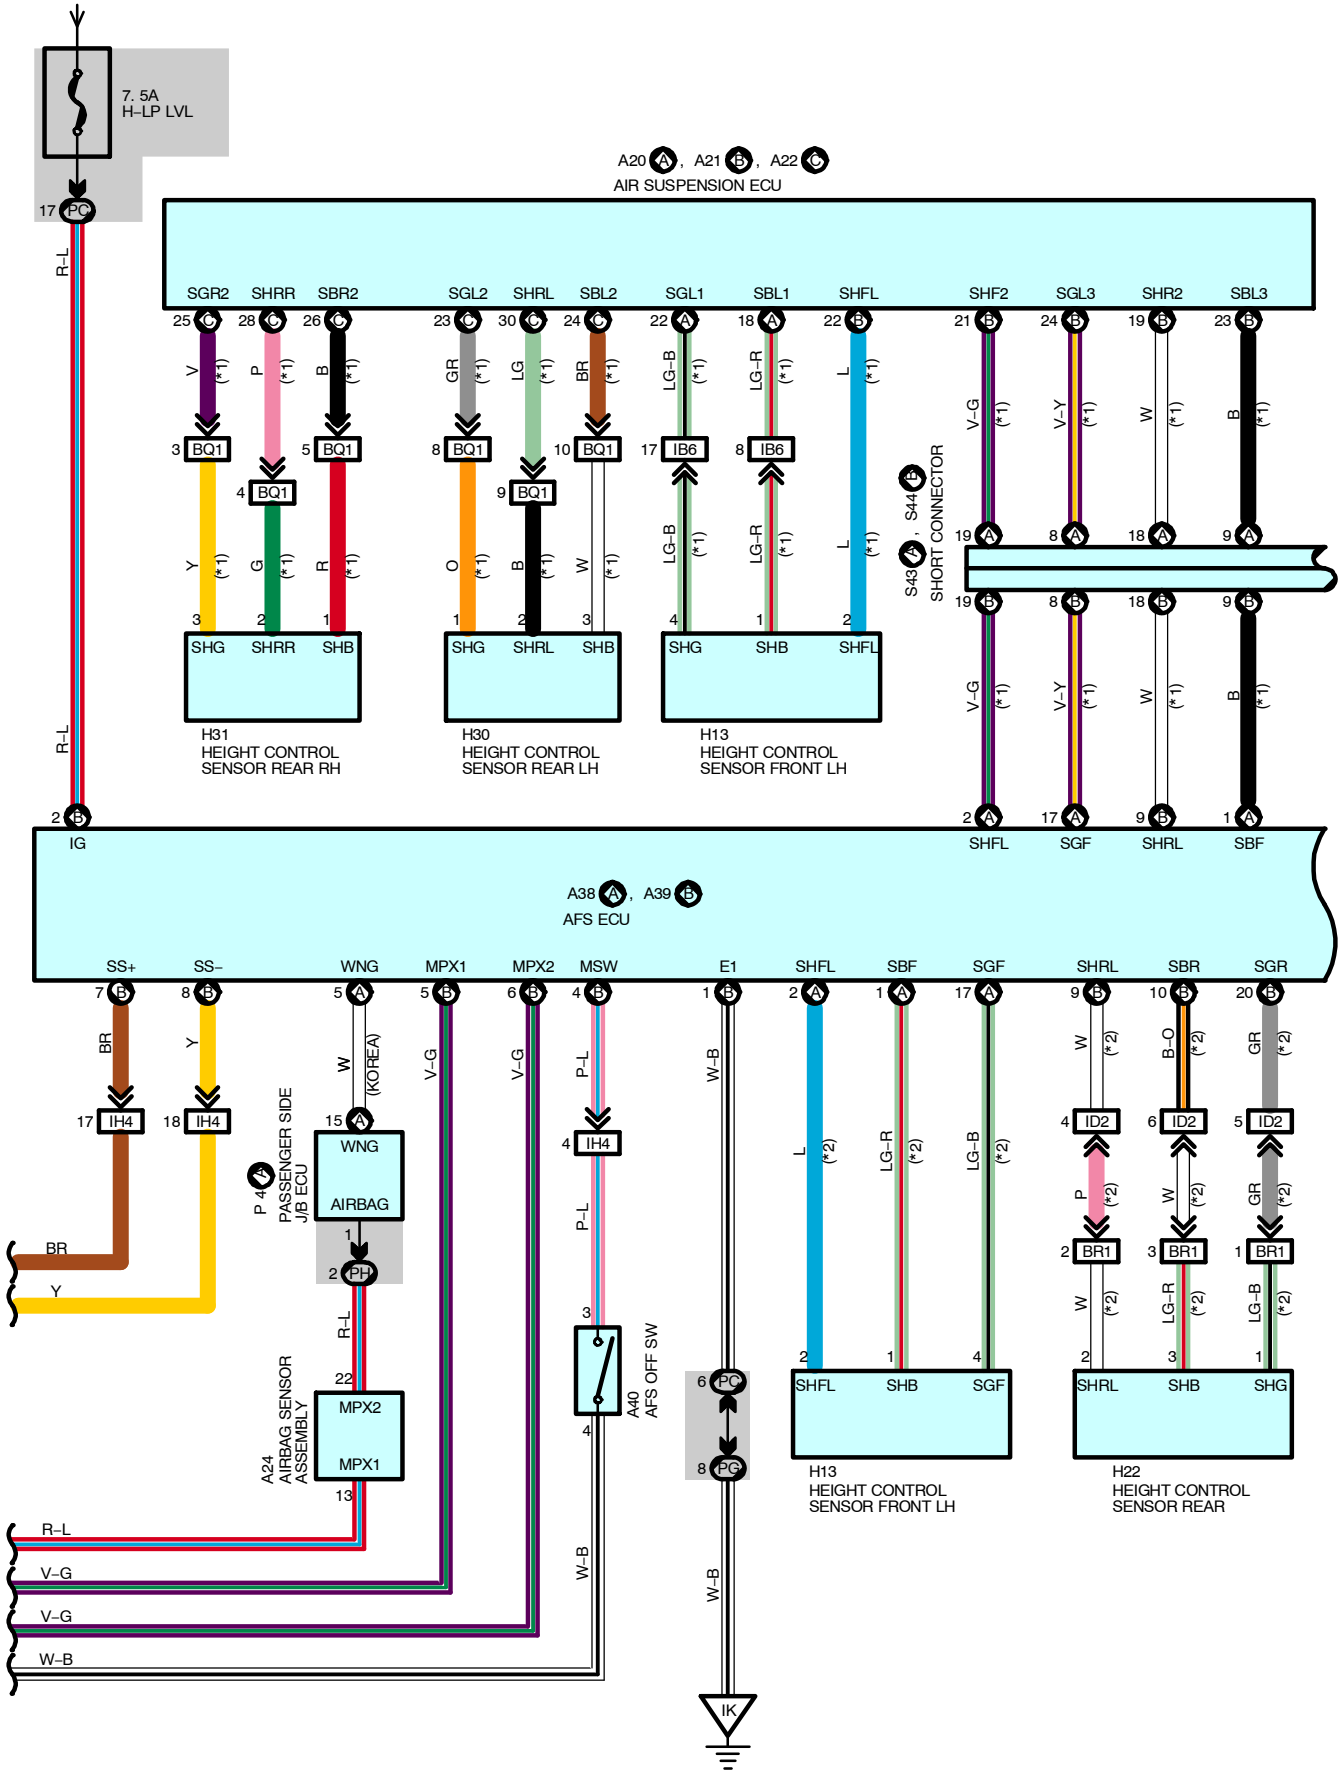 7. 5A
H-LP LVL
17 PC
R-L
A20 A , A21 B , A22 C
AIR SUSPENSION ECU
SGR2 SHRR SBR2 SGL2 SHRL SBL2 SGL1 SBL1 SHFL SHF2 SGL3 SHR2 SBL3
25 C 28 C 26 C 23 C 30 C 24 C 22 A 18 A 22 B 21 B 24 B 19 B 23 B
V (*1) P (*1) B (*1) GR (*1) LG (*1) BR (*1) LG-B (*1) LG-R (*1) L (*1)
V-G (*1) V-Y (*1) W (*1) B (*1)
3 BQ1 5 BQ1 8 BQ1 10 BQ1 17 IB6 8 IB6
4 BQ1 9 BQ1
S43 A , S44 B
SHORT CONNECTOR
19 A 8 A 18 A 9 A
Y (*1) G (*1) R (*1) O (*1) B (*1) W (*1) LG-B (*1) LG-R (*1) L (*1)
19 B 8 B 18 B 9 B
3 2 1 1 2 3 4 1 2
SHG SHRR SHB SHG SHRL SHB SHG SHB SHFL
V-G (*1) V-Y (*1) W (*1) B (*1)
R-L
H31
HEIGHT CONTROL
SENSOR REAR RH
H30
HEIGHT CONTROL
SENSOR REAR LH
H13
HEIGHT CONTROL
SENSOR FRONT LH
2 B 2 A 17 A 9 B 1 A
IG SHFL SGF SHRL SBF
A38 A , A39 B
AFS ECU
SS+ SS- WNG MPX1 MPX2 MSW E1 SHFL SBF SGF SHRL SBR SGR
7 B 8 B 5 A 5 B 6 B 4 B 1 B 2 A 1 A 17 A 9 B 10 B 20 B
BR Y W (KOREA) V-G V-G P-L W-B W (*2) B-O (*2) GR (*2)
17 IH4 18 IH4 15 A 4 IH4 4 ID2 6 ID2 5 ID2
P 4 A
PASSENGER SIDE
J/B ECU
WNG
AIRBAG
L (*2) LG-R (*2) LG-B (*2)
P-L P (*2) W (*2) GR (*2)
1
2 PH
BR
Y
2 BR1 3 BR1 1 BR1
R-L W (*2) LG-R (*2) LG-B (*2)
3
A40
AFS OFF SW
4
2 1 4 2 3 1
SHFL SHB SGF SHRL SHB SHG
22
MPX2
MPX1
13
A24
AIRBAG SENSOR
ASSEMBLY
6 PC
8 PG
H13
HEIGHT CONTROL
SENSOR FRONT LH
H22
HEIGHT CONTROL
SENSOR REAR
R-L
V-G
V-G
W-B
W-B W-B
IK